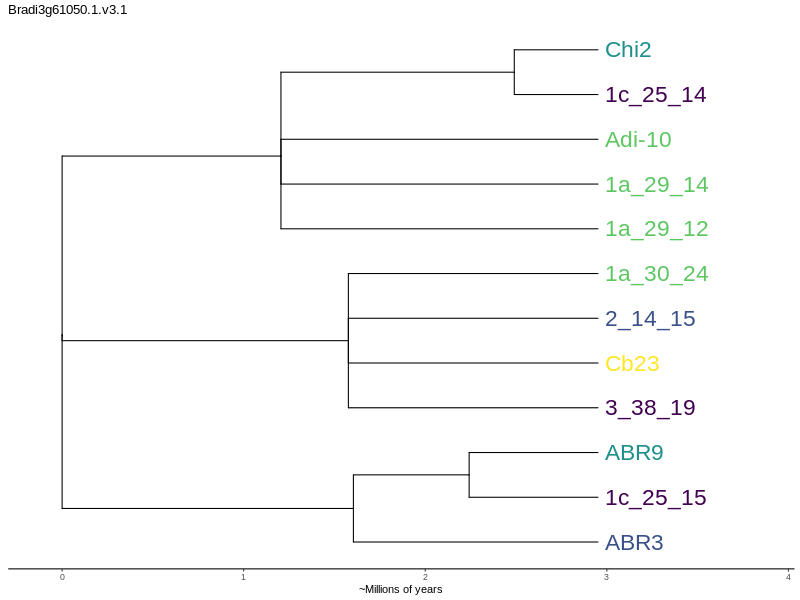 Bradi3g61050.1.v3.1
Chi2
1c_25_14
Adi-10
1a_29_14
1a_29_12
1a_30_24
2_14_15
Cb23
3_38_19
ABR9
1c_25_15
ABR3
0 1 2 3 4
~Millions of years